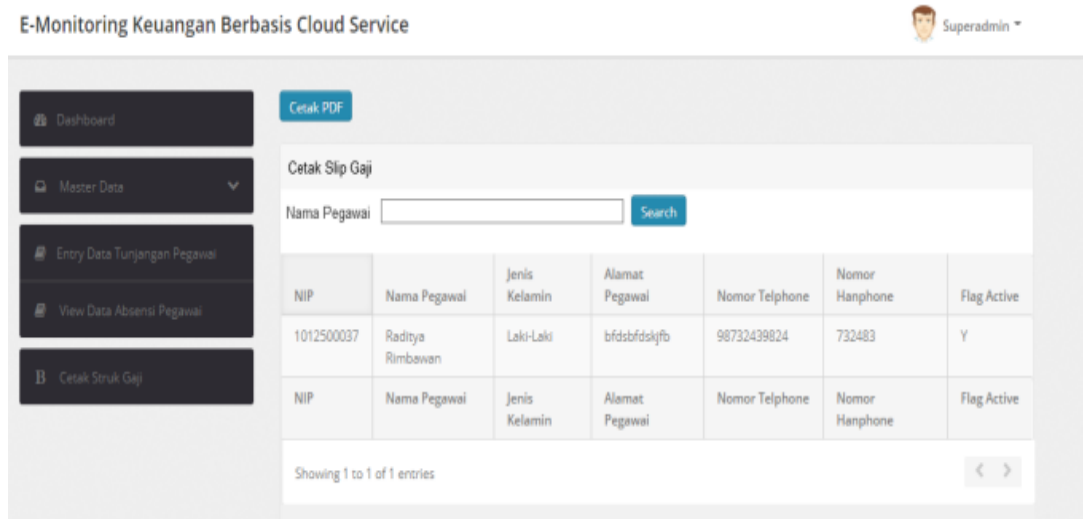 E-Monitoring Keuangan Berbasis Cloud Service
Superadmin
Dashboard
Master Data
Entry Data Tunjangan Pegawai
View Data Absensi Pegawai
B Cetak Struk Gaji
Cetak PDF
Cetak Slip Gaji
Nama Pegawai
Search
NIP Nama Pegawai Jenis Kelamin Alamat Pegawai Nomor Telphone Nomor Hanphone Flag Active
1012500037 Raditya Rimbawan Laki-Laki bfdsbfdskjfb 98732439824 732483 Y
NIP Nama Pegawai Jenis Kelamin Alamat Pegawai Nomor Telphone Nomor Hanphone Flag Active
Showing 1 to 1 of 1 entries